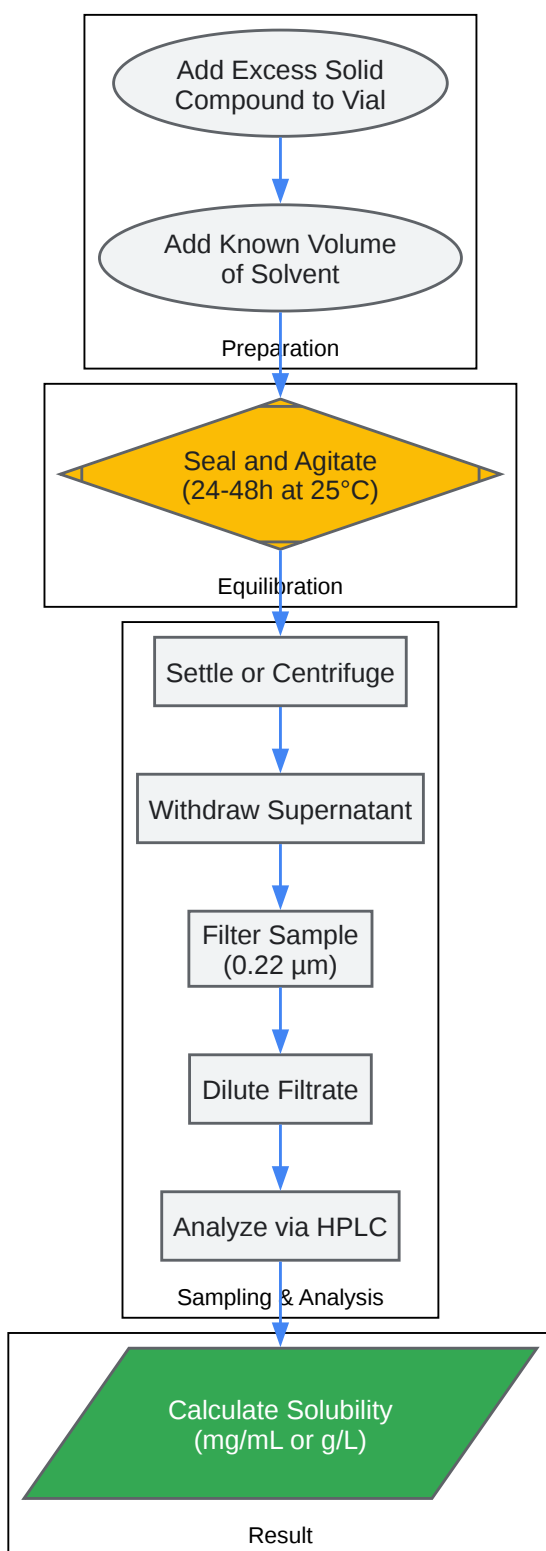 Add Excess Solid
Compound to Vial
Add Known Volume
of Solvent
Preparation
Seal and Agitate
(24-48h at 25°C)
Equilibration
Settle or Centrifuge
Withdraw Supernatant
Filter Sample
(0.22 µm)
Dilute Filtrate
Analyze via HPLC
Sampling & Analysis
Calculate Solubility
(mg/mL or g/L)
Result